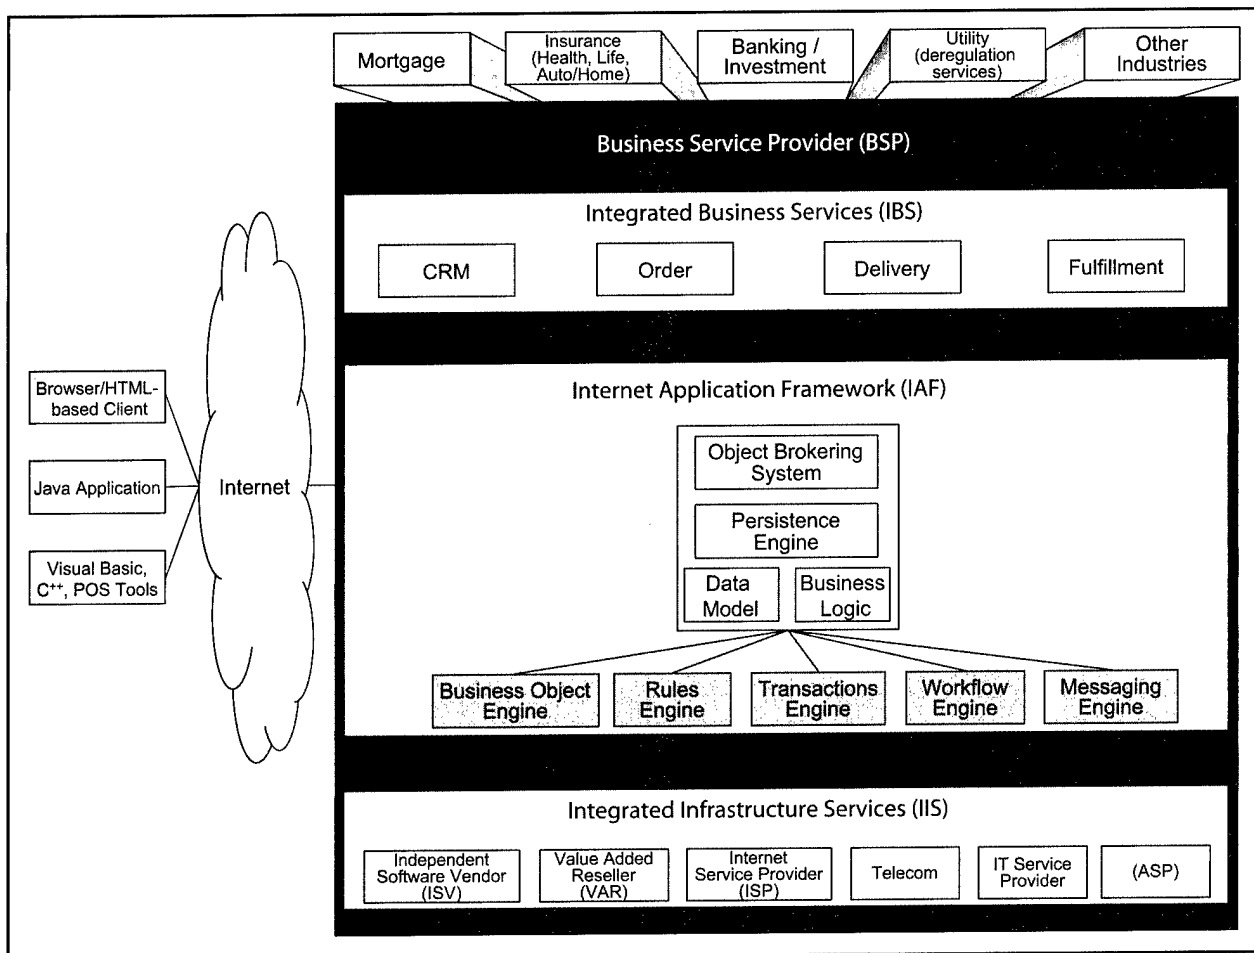 Mortgage
Insurance
(Health, Life,
Auto/Home)
Banking /
Investment
Utility
(deregulation
services)
Other
Industries
Business Service Provider (BSP)
Integrated Business Services (IBS)
CRM
Order
Delivery
Fulfillment
Browser/HTML-
based Client
Java Application
Visual Basic,
C++, POS Tools
Internet
Internet Application Framework (IAF)
Object Brokering
System
Persistence
Engine
Data
Model
Business
Logic
Business Object
Engine
Rules
Engine
Transactions
Engine
Workflow
Engine
Messaging
Engine
Integrated Infrastructure Services (IIS)
Independent
Software Vendor
(ISV)
Value Added
Reseller
(VAR)
Internet
Service Provider
(ISP)
Telecom
IT Service
Provider
(ASP)